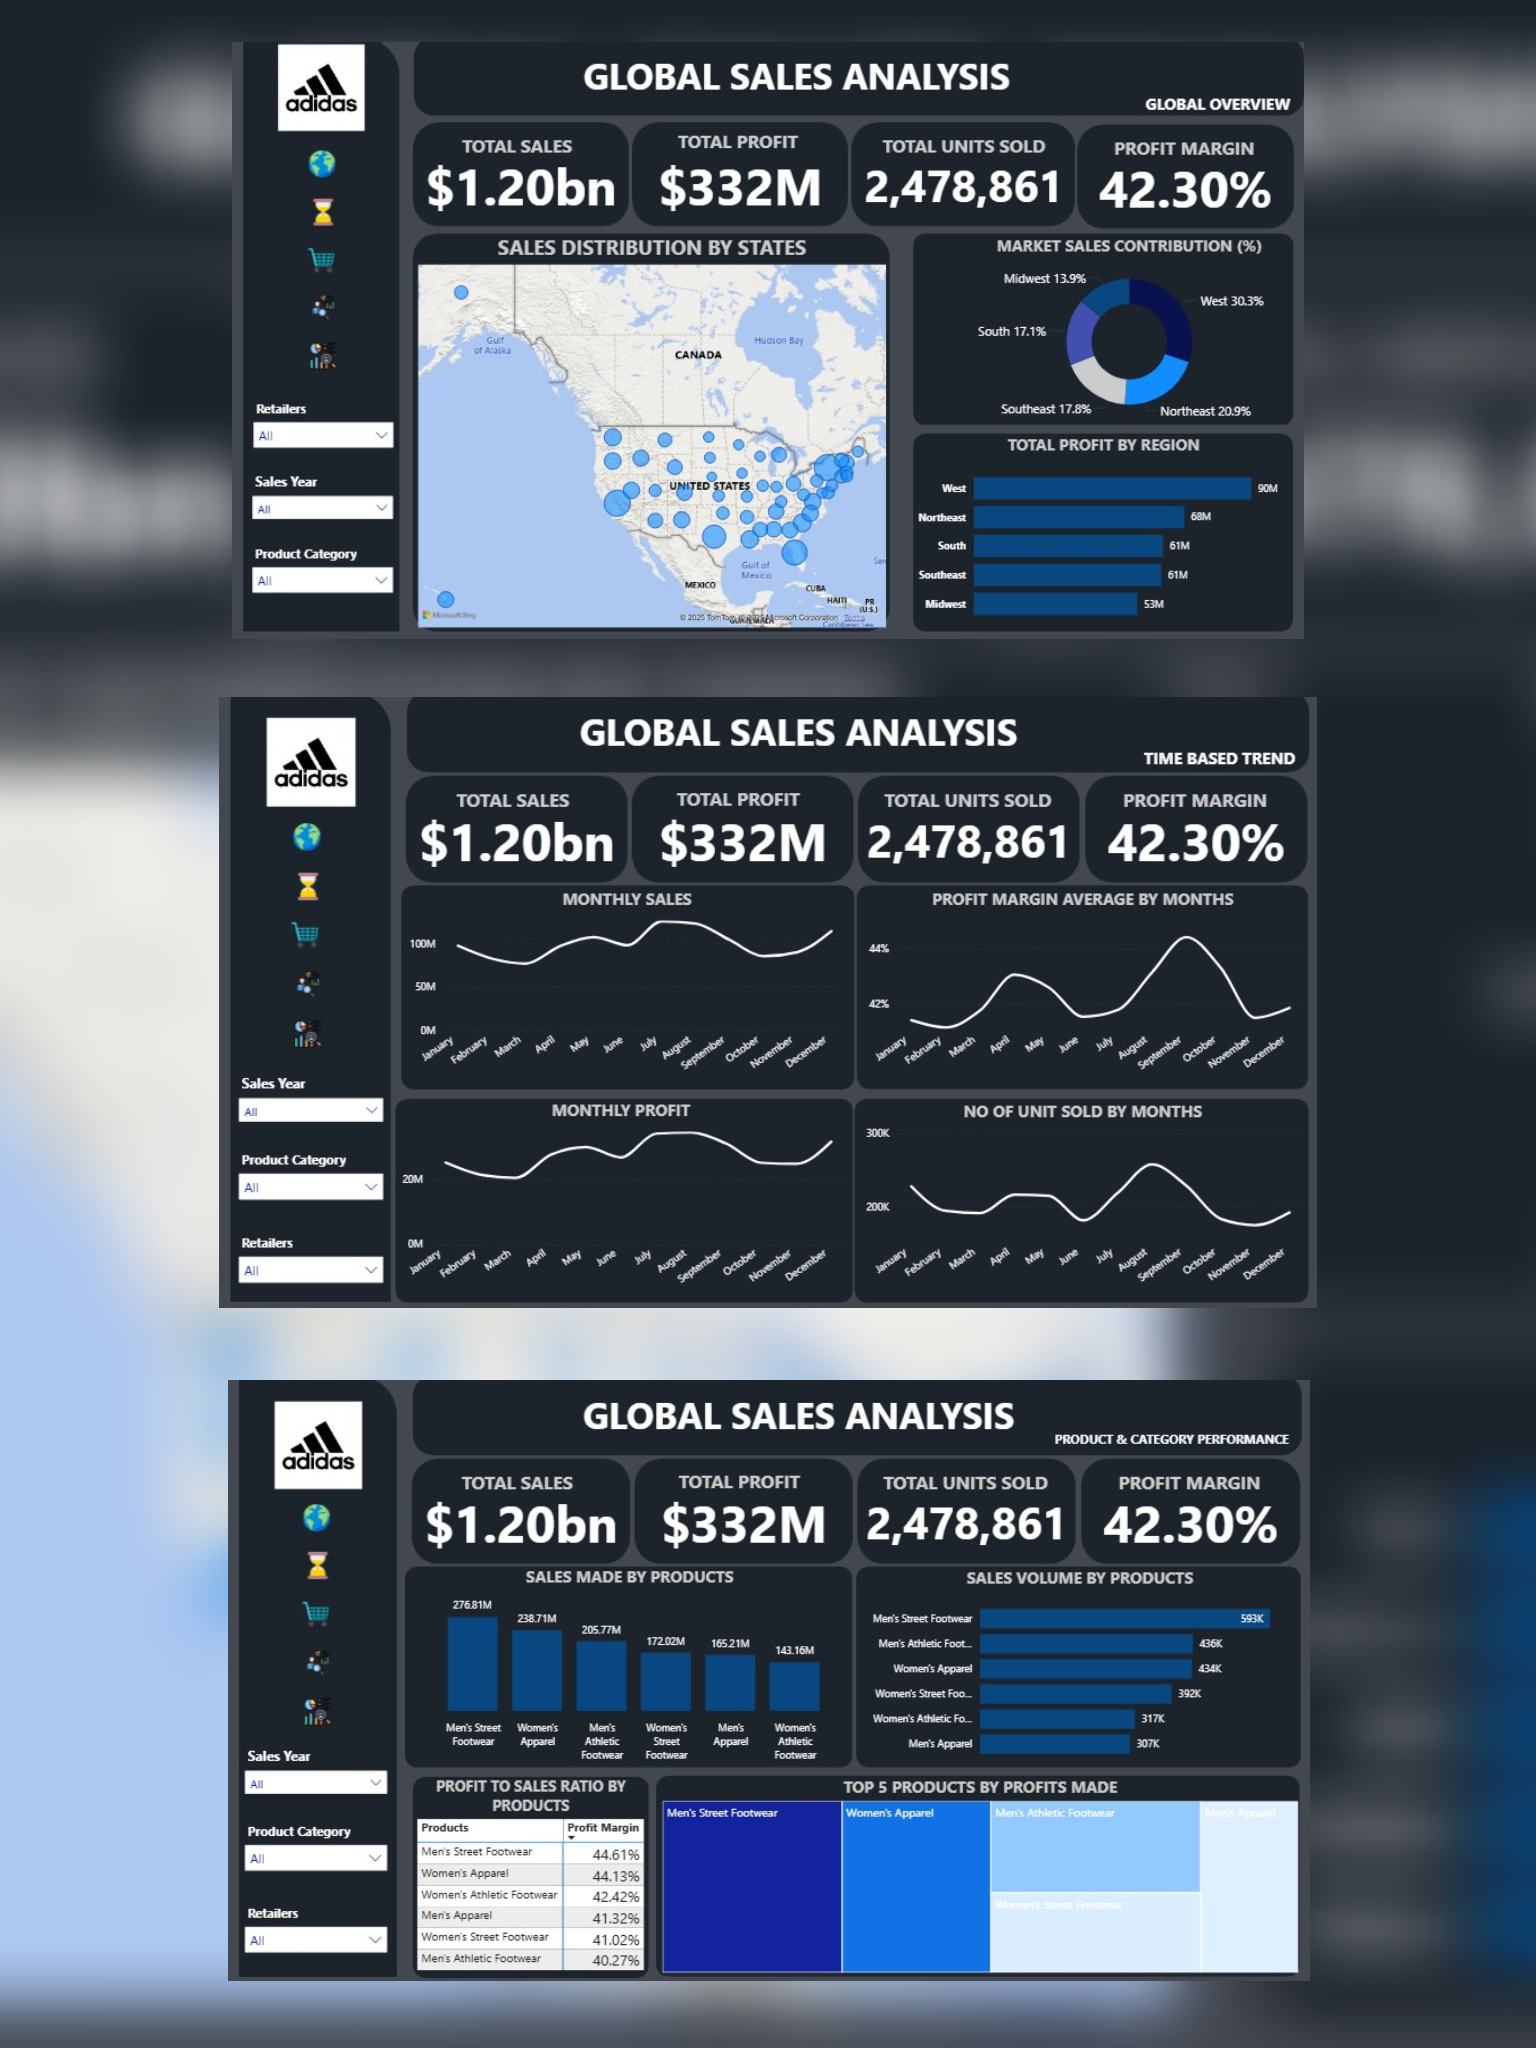 adidas
GLOBAL SALES ANALYSIS
GLOBAL OVERVIEW
TOTAL SALES
$1.20bn
TOTAL PROFIT
$332M
TOTAL UNITS SOLD
2,478,861
PROFIT MARGIN
42.30%
Retailers
All
Sales Year
All
Product Category
All
SALES DISTRIBUTION BY STATES
Gulf
of Alaska
CANADA
Hudson Bay
UNITED STATES
MEXICO
Gulf of
Mexico
CUBA
HAITI
PR
(U.S.)
GUATEMALA
Caribbean Sea
Microsoft Bing
Microsoft Corporation
Terms
MARKET SALES CONTRIBUTION (%)
Midwest 13.9%
West 30.3%
South 17.1%
Southeast 17.8%
Northeast 20.9%
TOTAL PROFIT BY REGION
West 90M
Northeast 68M
South 61M
Southeast 61M
Midwest 53M
adidas
GLOBAL SALES ANALYSIS
TIME BASED TREND
TOTAL SALES
$1.20bn
TOTAL PROFIT
$332M
TOTAL UNITS SOLD
2,478,861
PROFIT MARGIN
42.30%
Sales Year
All
Product Category
All
Retailers
All
MONTHLY SALES
100M
50M
0M
January
February
March
April
May
June
July
August
September
October
November
December
PROFIT MARGIN AVERAGE BY MONTHS
44%
42%
January
February
March
April
May
June
July
August
September
October
November
December
MONTHLY PROFIT
20M
0M
January
February
March
April
May
June
July
August
September
October
November
December
NO OF UNIT SOLD BY MONTHS
300K
200K
January
February
March
April
May
June
July
August
September
October
November
December
adidas
GLOBAL SALES ANALYSIS
PRODUCT & CATEGORY PERFORMANCE
TOTAL SALES
$1.20bn
TOTAL PROFIT
$332M
TOTAL UNITS SOLD
2,478,861
PROFIT MARGIN
42.30%
Sales Year
All
Product Category
All
Retailers
All
SALES MADE BY PRODUCTS
276.81M
238.71M
205.77M
172.02M
165.21M
143.16M
Men's Street
Footwear
Women's
Apparel
Men's
Athletic
Footwear
Women's
Street
Footwear
Men's
Apparel
Women's
Athletic
Footwear
SALES VOLUME BY PRODUCTS
Men's Street Footwear 593K
Men's Athletic Foot... 436K
Women's Apparel 434K
Women's Street Foo... 392K
Women's Athletic Fo... 317K
Men's Apparel 307K
PROFIT TO SALES RATIO BY
PRODUCTS
Products Profit Margin
Men's Street Footwear 44.61%
Women's Apparel 44.13%
Women's Athletic Footwear 42.42%
Men's Apparel 41.32%
Women's Street Footwear 41.02%
Men's Athletic Footwear 40.27%
TOP 5 PRODUCTS BY PROFITS MADE
Men's Street Footwear
Women's Apparel
Men's Athletic Footwear
Men's Apparel
Women's Street Footwear